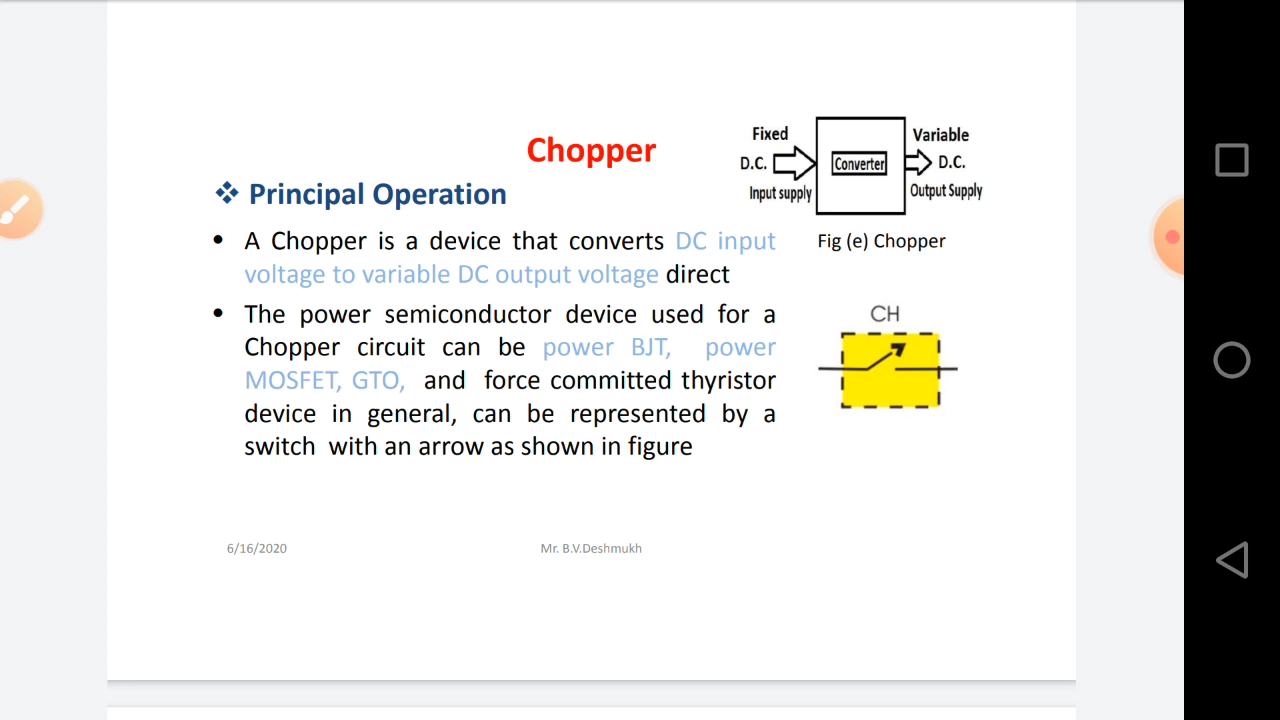 Chopper
❖ Principal Operation
• A Chopper is a device that converts DC input
voltage to variable DC output voltage direct
• The power semiconductor device used for a
Chopper circuit can be power BJT, power
MOSFET, GTO, and force committed thyristor
device in general, can be represented by a
switch with an arrow as shown in figure
Fixed
D.C.
Input supply
Converter
Variable
D.C.
Output Supply
Fig (e) Chopper
CH
6/16/2020
Mr. B.V.Deshmukh